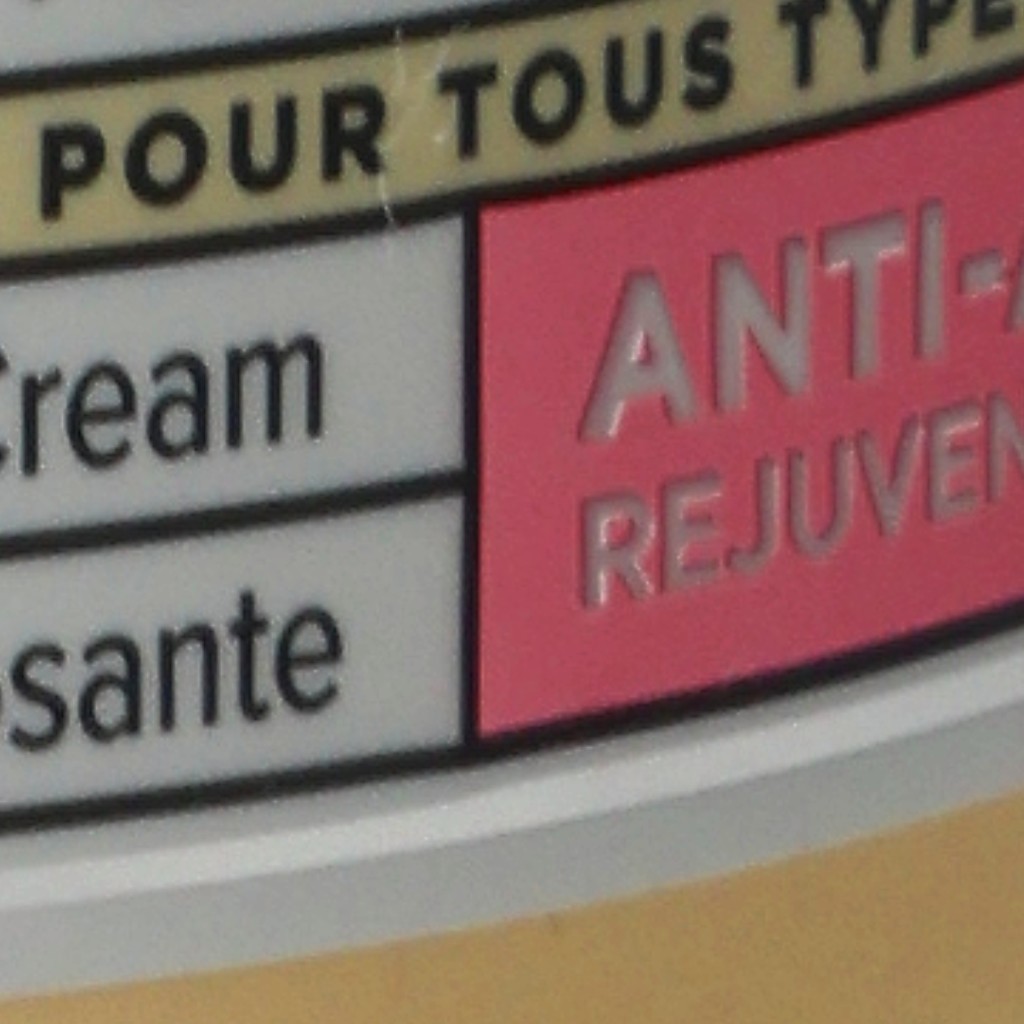 POUR TOUS TYPE
Cream
ANTI-A
REJUVEN
sante